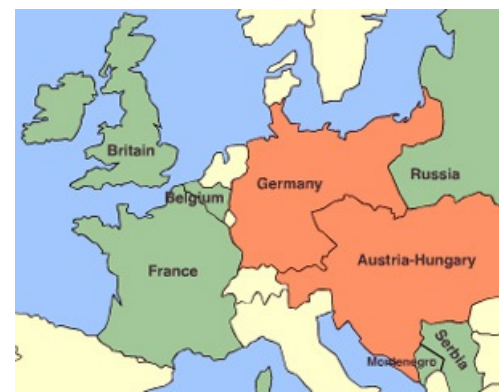 Britain
Belgium
Germany
Russia
France
Austria-Hungary
Serbia
Montenegro